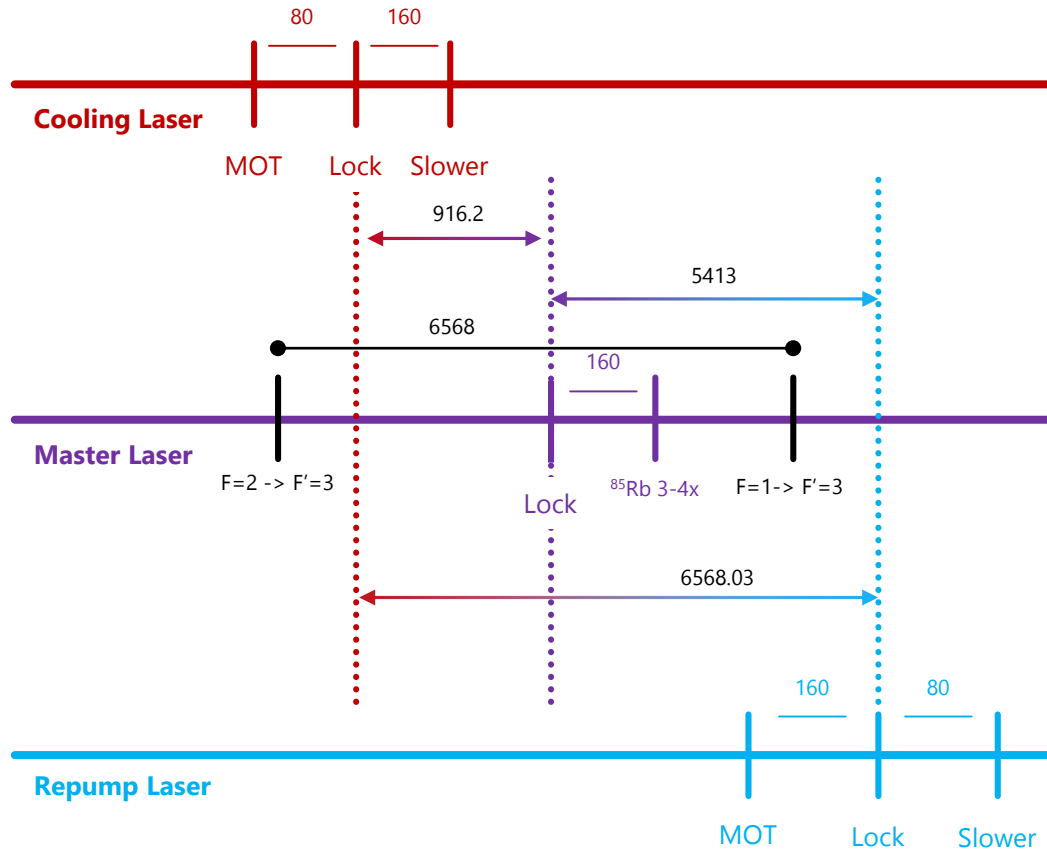 80
160
Cooling Laser
MOT
Lock
Slower
916.2
5413
6568
160
Master Laser
F=2 -> F'=3
Lock
⁸⁵Rb 3-4x
F=1-> F'=3
6568.03
160
80
Repump Laser
MOT
Lock
Slower